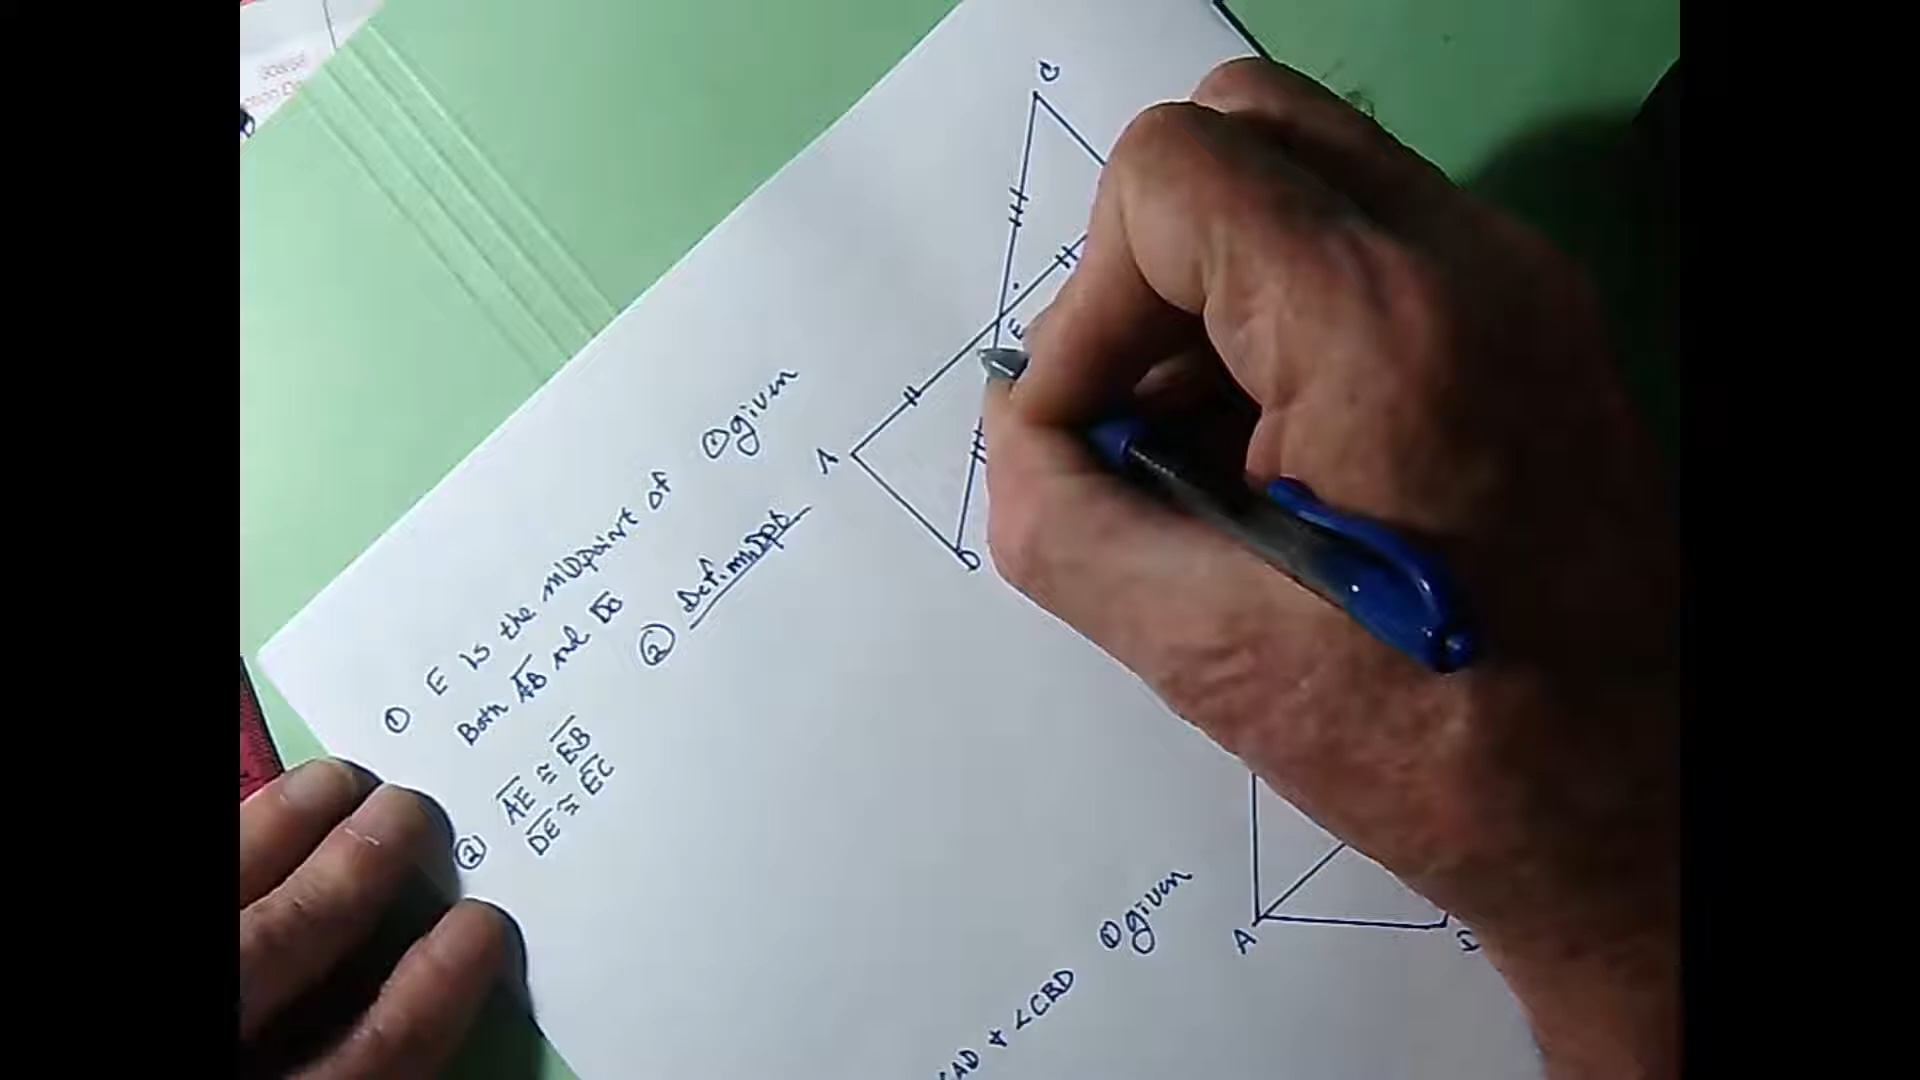 ① E is the midpoint of ① given
Both AB and DC
② AE ≅ EB ② Def. midpt
DE ≅ EC
C
E
A
D
① given
CAD + ∠CBD
A
D